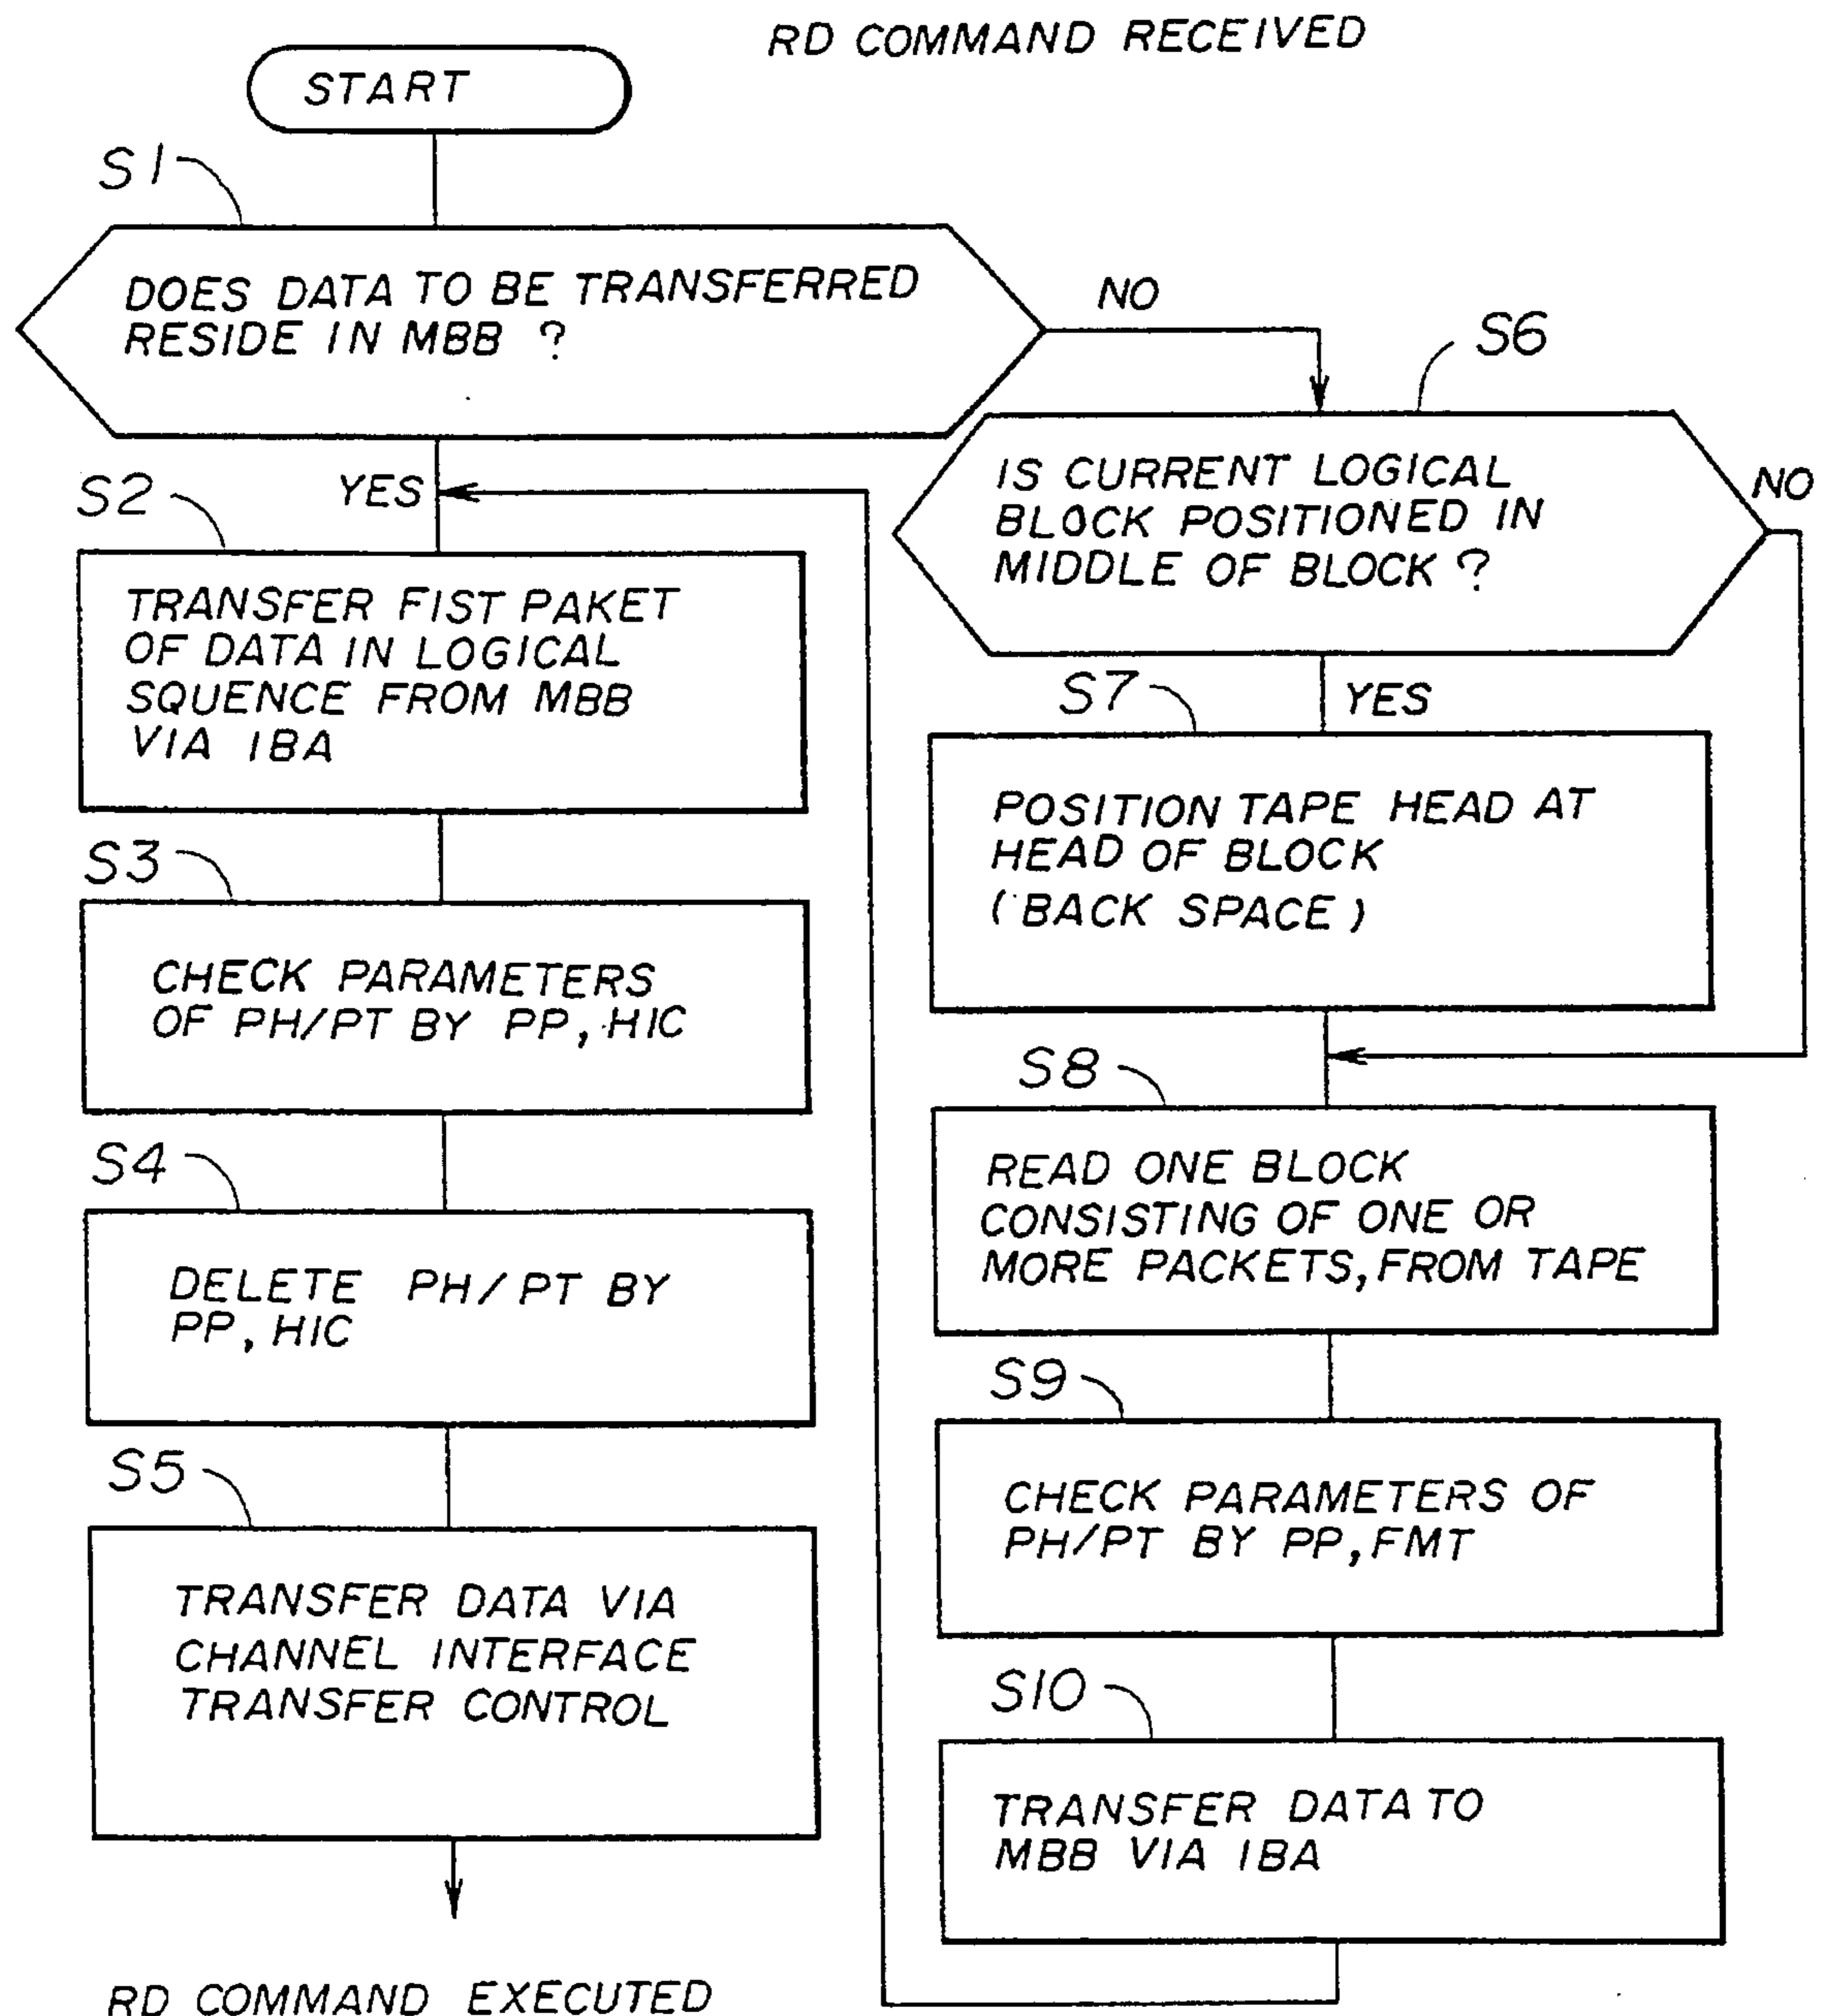 RD COMMAND RECEIVED
START
S1
DOES DATA TO BE TRANSFERRED
RESIDE IN MBB ?
NO
YES
S2
TRANSFER FIST PAKET
OF DATA IN LOGICAL
SQUENCE FROM MBB
VIA IBA
S3
CHECK PARAMETERS
OF PH/PT BY PP, HIC
S4
DELETE PH/PT BY
PP, HIC
S5
TRANSFER DATA VIA
CHANNEL INTERFACE
TRANSFER CONTROL
RD COMMAND EXECUTED
S6
IS CURRENT LOGICAL
BLOCK POSITIONED IN
MIDDLE OF BLOCK ?
NO
YES
S7
POSITION TAPE HEAD AT
HEAD OF BLOCK
(BACK SPACE)
S8
READ ONE BLOCK
CONSISTING OF ONE OR
MORE PACKETS, FROM TAPE
S9
CHECK PARAMETERS OF
PH/PT BY PP, FMT
S10
TRANSFER DATA TO
MBB VIA IBA